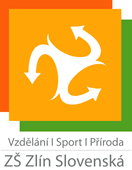 Vzdělání I Sport I Příroda
ZŠ Zlín Slovenská